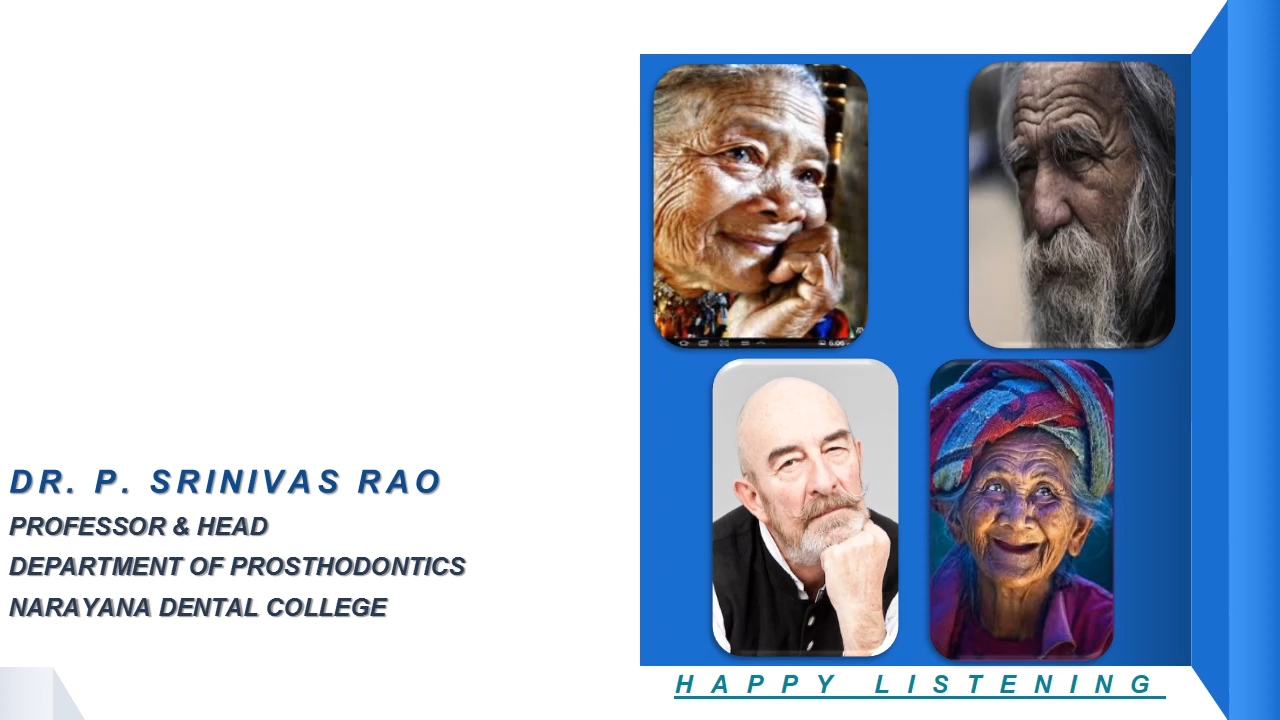 DR. P. SRINIVAS RAO
PROFESSOR & HEAD
DEPARTMENT OF PROSTHODONTICS
NARAYANA DENTAL COLLEGE
HAPPY LISTENING